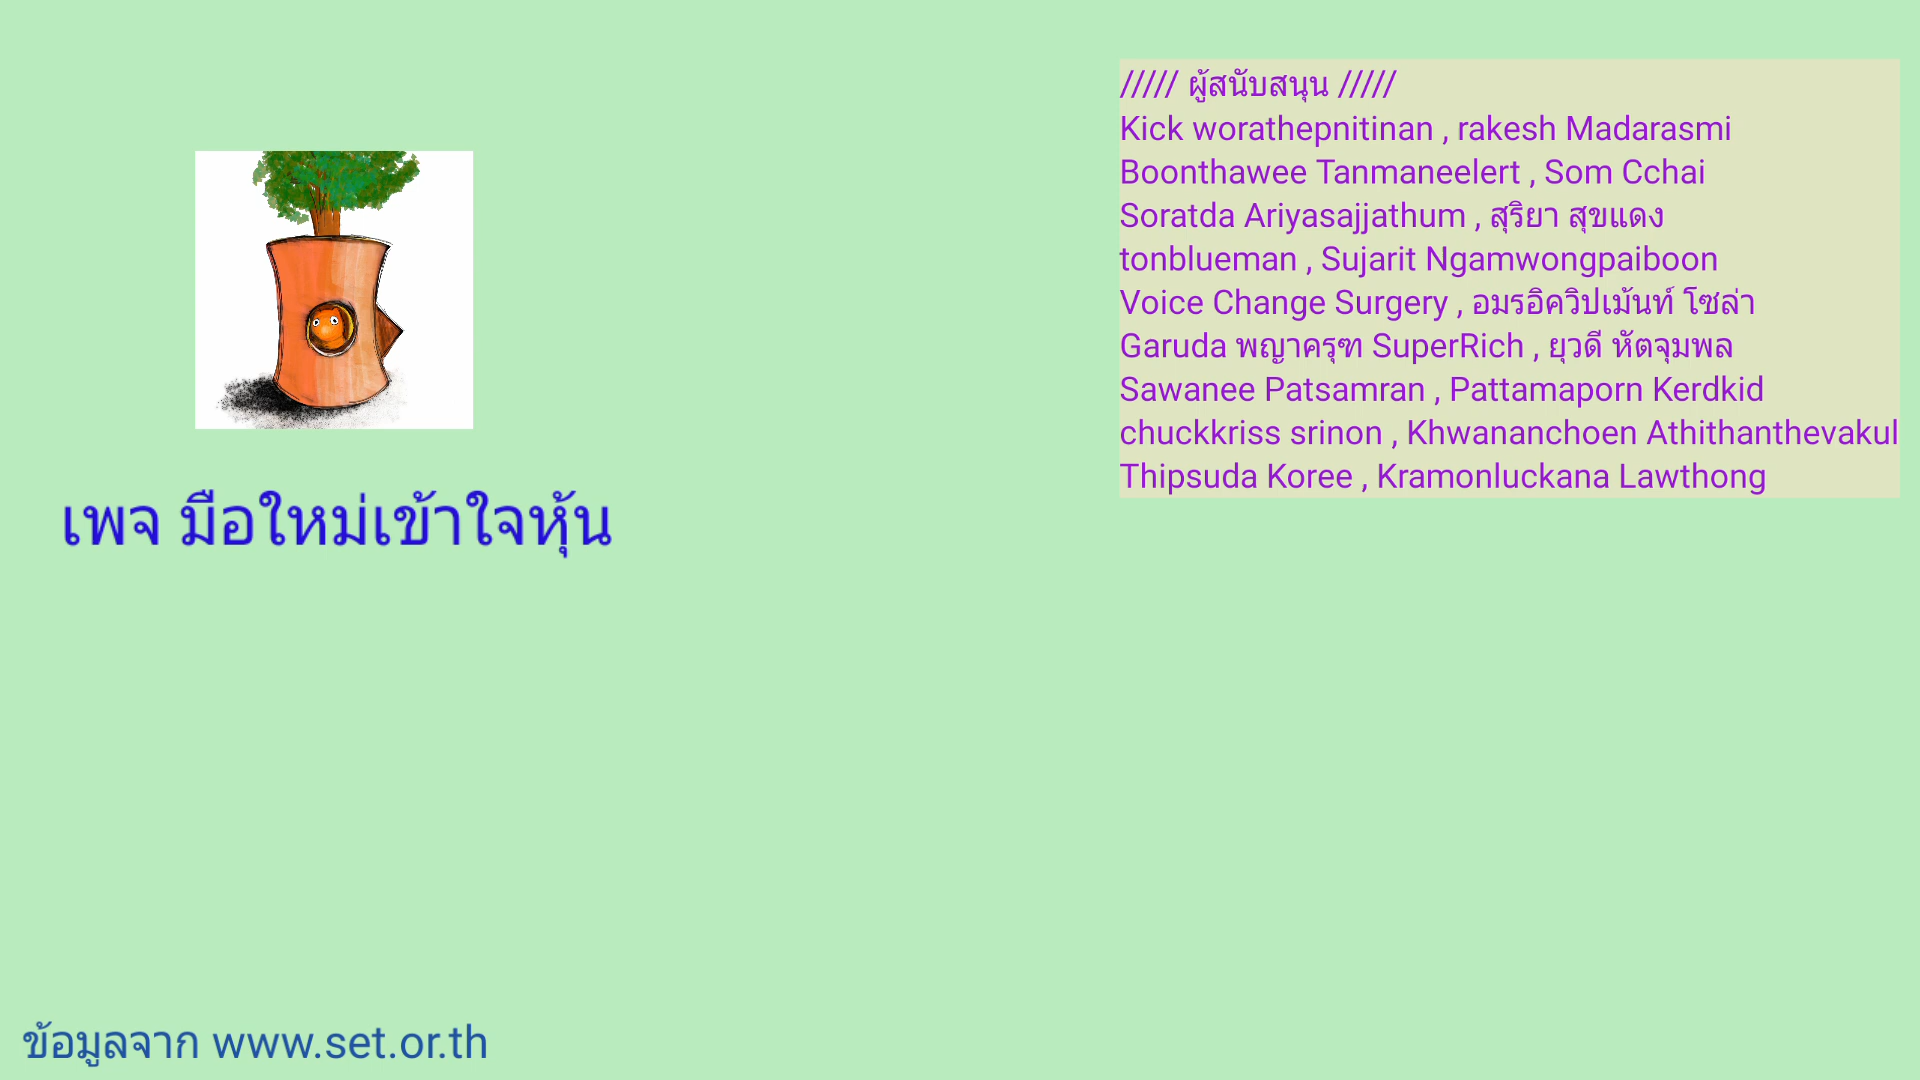 ///// ผู้สนับสนุน /////
Kick worathepnitinan , rakesh Madarasmi
Boonthawee Tanmaneelert , Som Cchai
Soratda Ariyasajjathum , สุริยา สุขแดง
tonblueman , Sujarit Ngamwongpaiboon
Voice Change Surgery , อมรอิควิปเม้นท์ โซล่า
Garuda พญาครุฑ SuperRich , ยุวดี หัตจุมพล
Sawanee Patsamran , Pattamaporn Kerdkid
chuckkriss srinon , Khwananchoen Athithanthevakul
Thipsuda Koree , Kramonluckana Lawthong
เพจ มือใหม่เข้าใจหุ้น
ข้อมูลจาก www.set.or.th